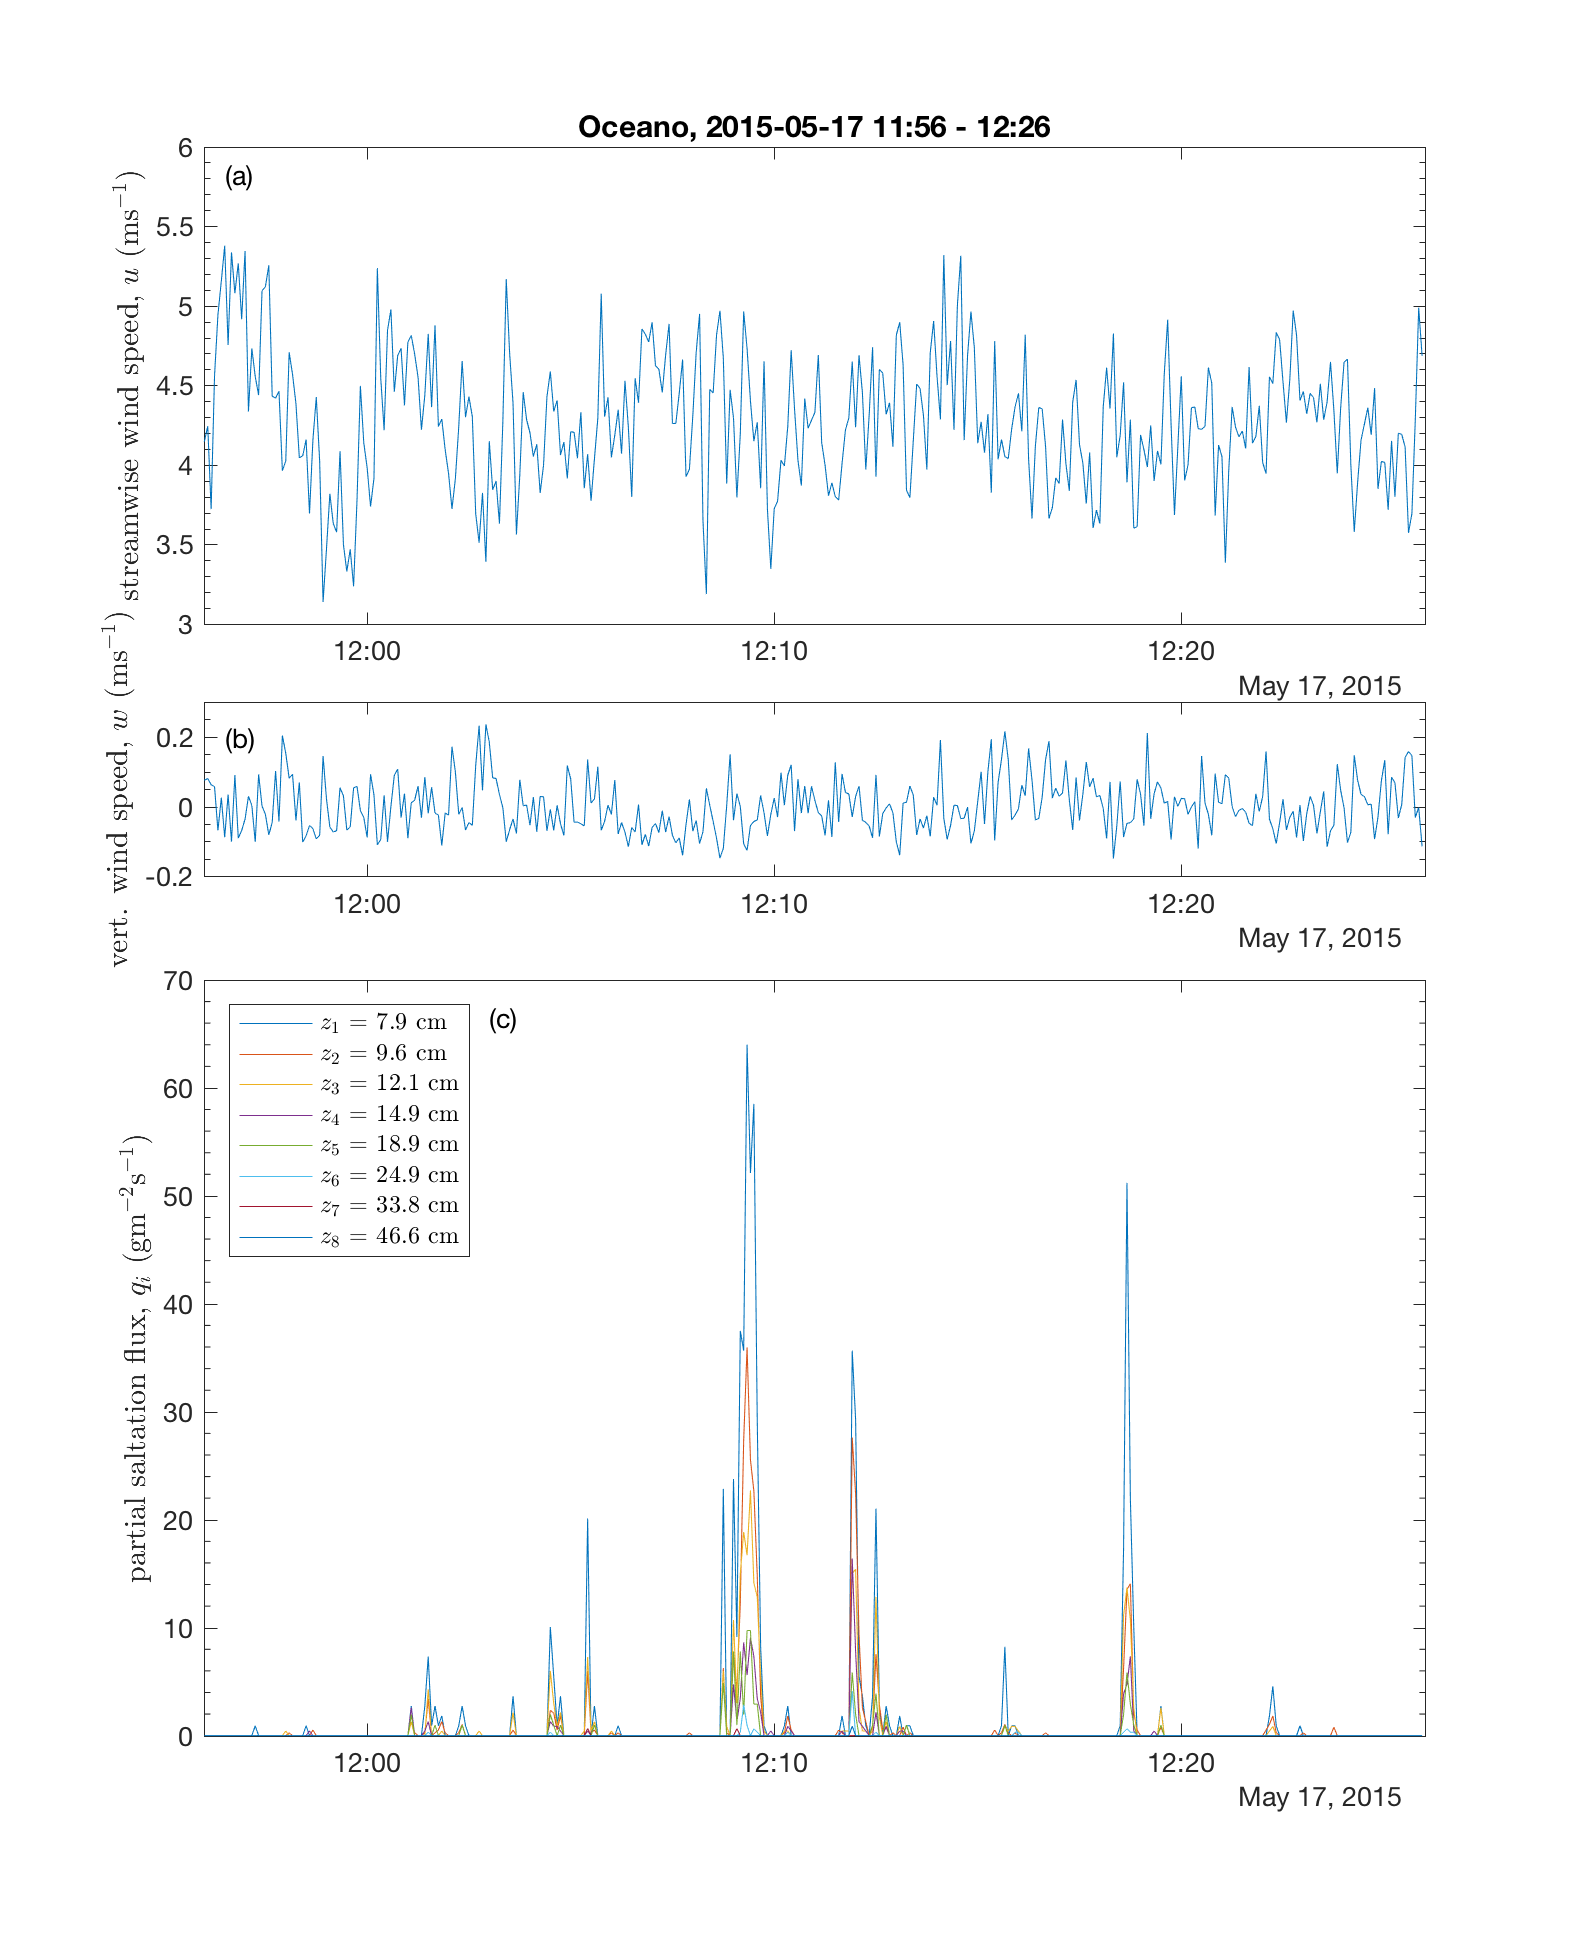 Oceano, 2015-05-17 11:56 - 12:26
(a)
streamwise wind speed, u (ms⁻¹)
6
5.5
5
4.5
4
3.5
3
12:00 12:10 12:20
May 17, 2015
(b)
vert. wind speed, w (ms⁻¹)
0.2
0
-0.2
12:00 12:10 12:20
May 17, 2015
(c)
partial saltation flux, qᵢ (gm⁻²s⁻¹)
70
60
50
40
30
20
10
0
z₁ = 7.9 cm
z₂ = 9.6 cm
z₃ = 12.1 cm
z₄ = 14.9 cm
z₅ = 18.9 cm
z₆ = 24.9 cm
z₇ = 33.8 cm
z₈ = 46.6 cm
12:00 12:10 12:20
May 17, 2015